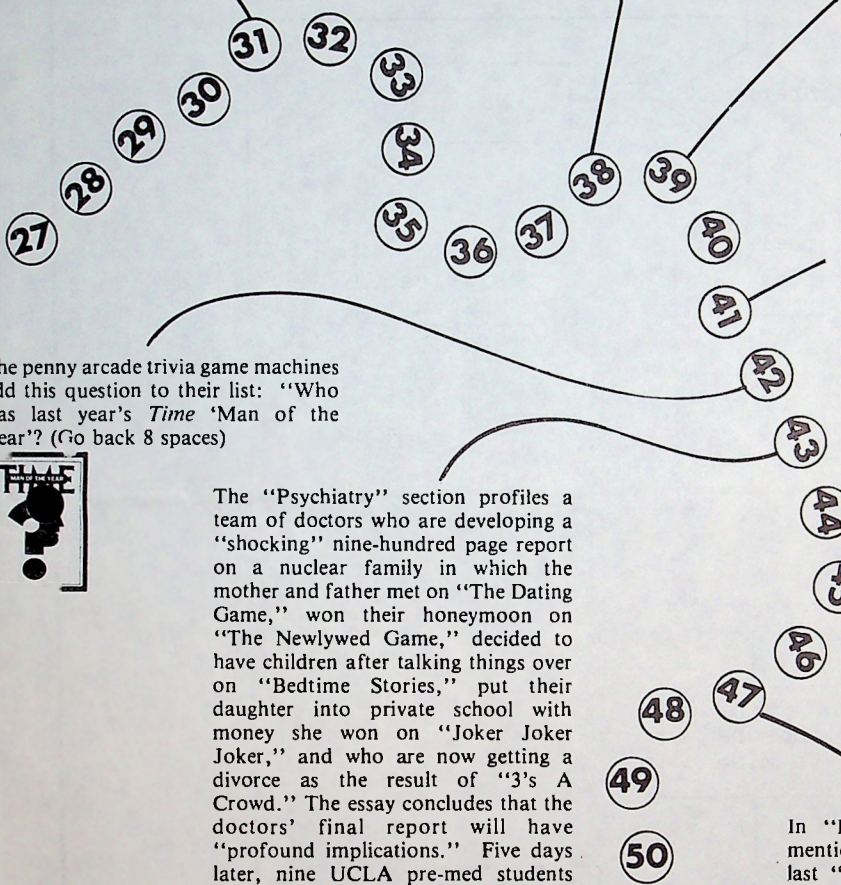 31
32
33
30
34
29
28
35
27
36
37
38
39
40
41
42
43
44
46
47
48
49
50
he penny arcade trivia game machines
dd this question to their list: “Who
as last year’s Time ‘Man of the
ear’? (Go back 8 spaces)
TIME
MAN OF THE YEAR
?
The “Psychiatry” section profiles a
team of doctors who are developing a
“shocking” nine-hundred page report
on a nuclear family in which the
mother and father met on “The Dating
Game,” won their honeymoon on
“The Newlywed Game,” decided to
have children after talking things over
on “Bedtime Stories,” put their
daughter into private school with
money she won on “Joker Joker
Joker,” and who are now getting a
divorce as the result of “3’s A
Crowd.” The essay concludes that the
doctors’ final report will have
“profound implications.” Five days
later, nine UCLA pre-med students
In
menti
last